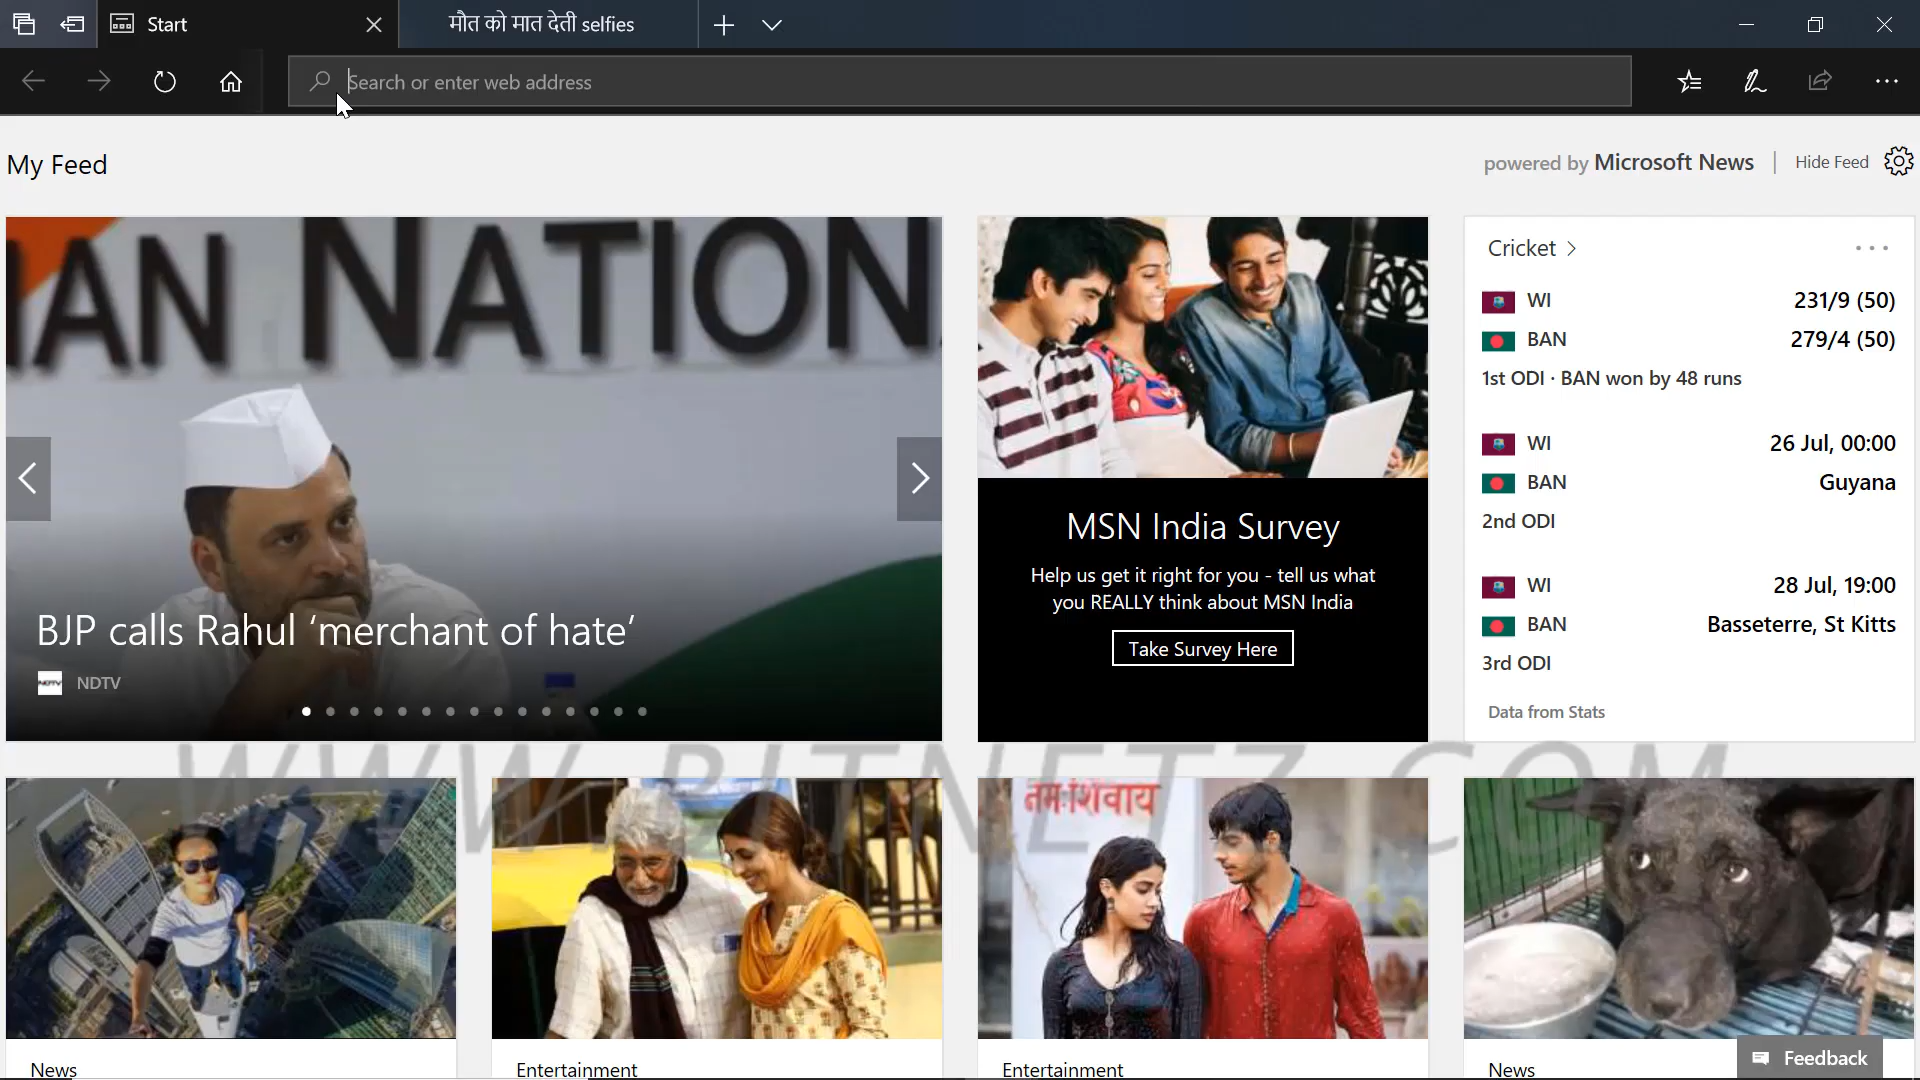 Start
मौत को मात देती selfies
Search or enter web address
My Feed
powered by Microsoft News
Hide Feed
IAN NATION
BJP calls Rahul ‘merchant of hate’
NDTV
MSN India Survey
Help us get it right for you - tell us what
you REALLY think about MSN India
Take Survey Here
Cricket
WI 231/9 (50)
BAN 279/4 (50)
1st ODI · BAN won by 48 runs
WI 26 Jul, 00:00
BAN Guyana
2nd ODI
WI 28 Jul, 19:00
BAN Basseterre, St Kitts
3rd ODI
Data from Stats
WWW.BITNETZ.COM
नमःशिवाय
News
Entertainment
Entertainment
News
Feedback